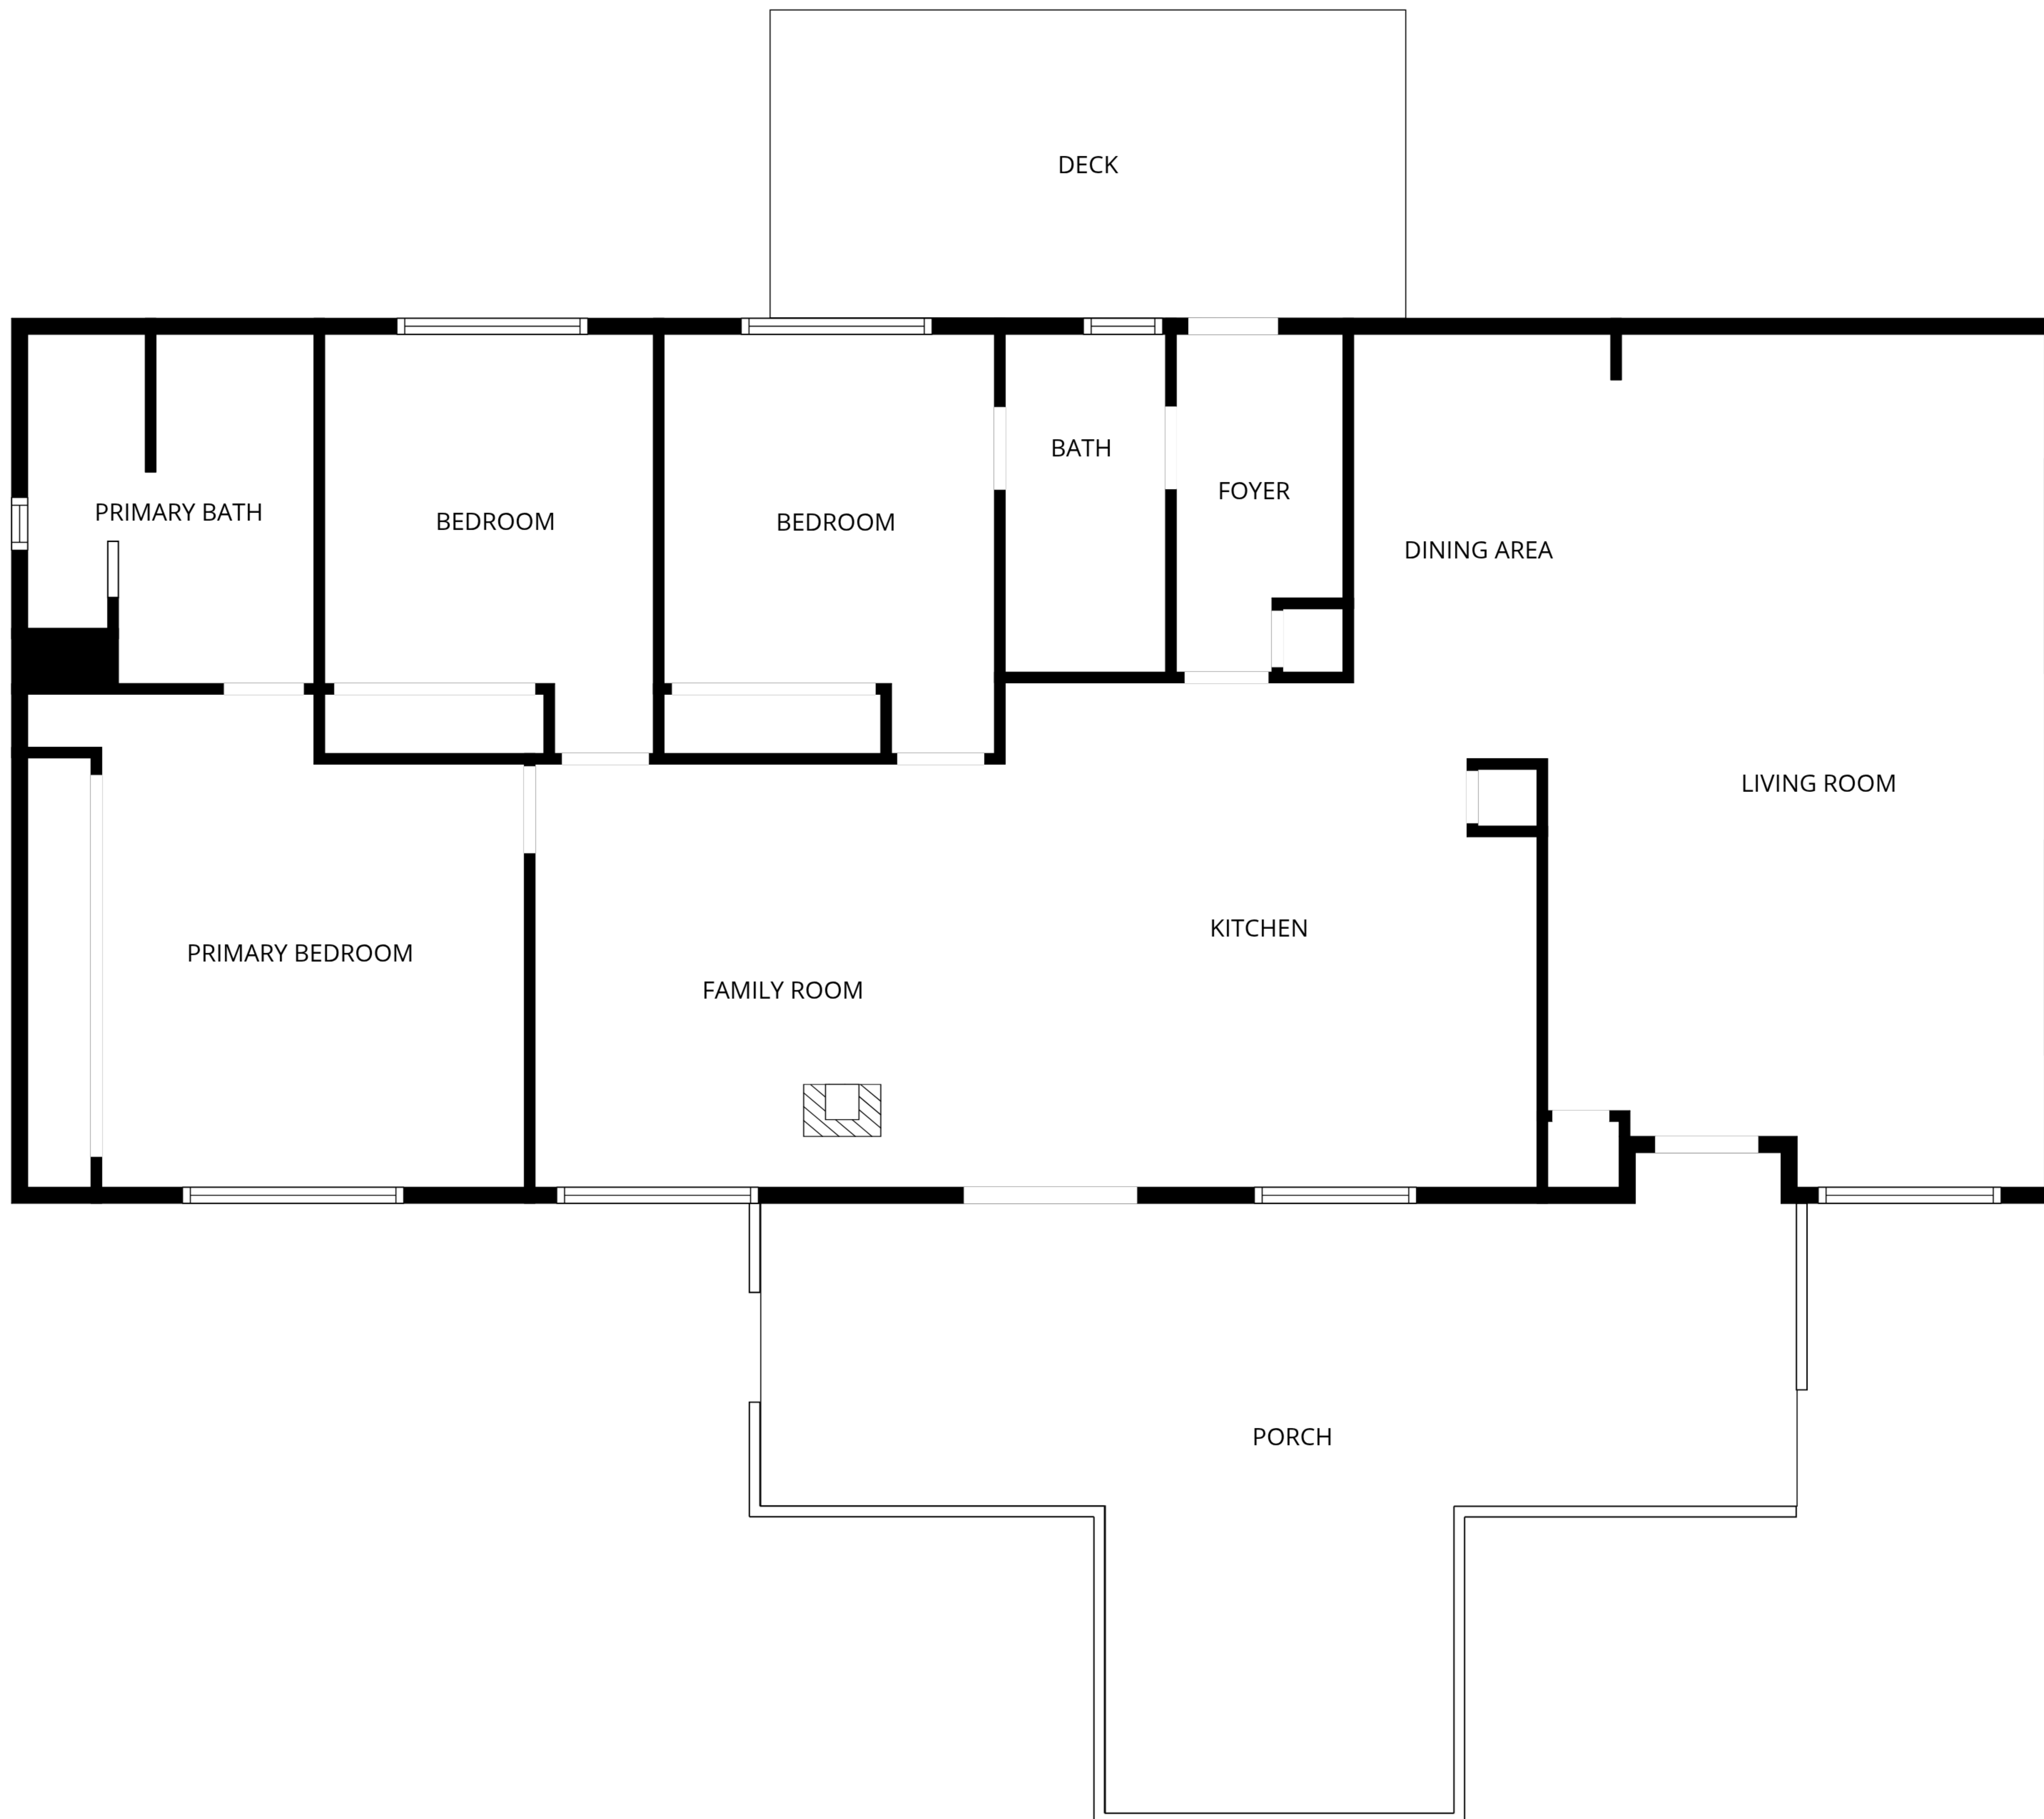 DECK
BATH
FOYER
PRIMARY BATH
BEDROOM
BEDROOM
DINING AREA
LIVING ROOM
KITCHEN
PRIMARY BEDROOM
FAMILY ROOM
PORCH